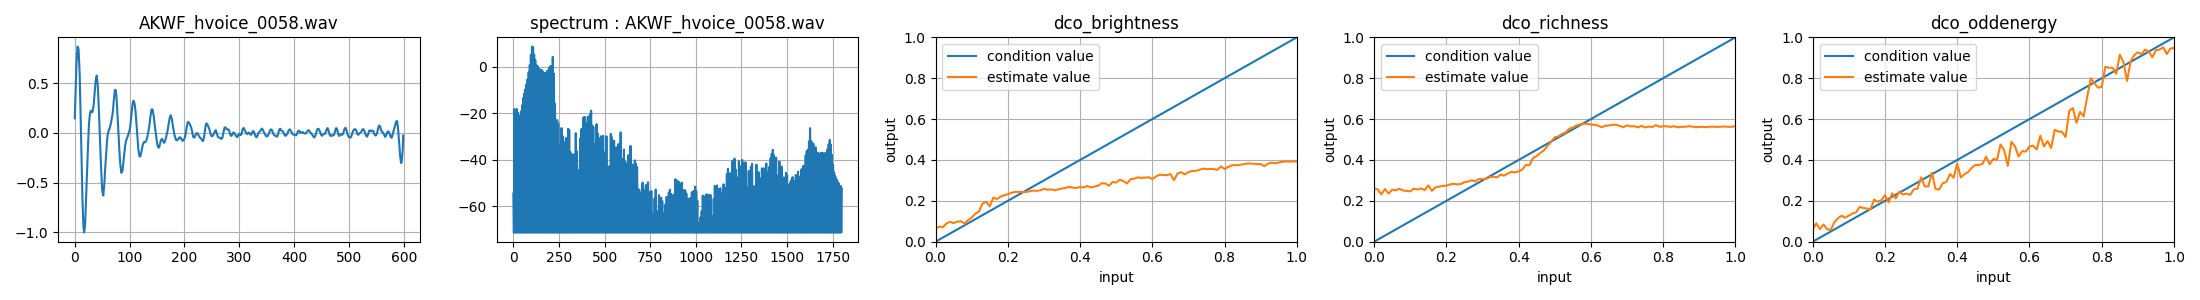 AKWF_hvoice_0058.wav
0.5
0.0
−0.5
−1.0
0 100 200 300 400 500 600
spectrum : AKWF_hvoice_0058.wav
0
−20
−40
−60
0 250 500 750 1000 1250 1500 1750
dco_brightness
condition value
estimate value
output
1.0
0.8
0.6
0.4
0.2
0.0
0.0 0.2 0.4 0.6 0.8 1.0
input
dco_richness
condition value
estimate value
output
1.0
0.8
0.6
0.4
0.2
0.0
0.0 0.2 0.4 0.6 0.8 1.0
input
dco_oddenergy
condition value
estimate value
output
1.0
0.8
0.6
0.4
0.2
0.0
0.0 0.2 0.4 0.6 0.8 1.0
input